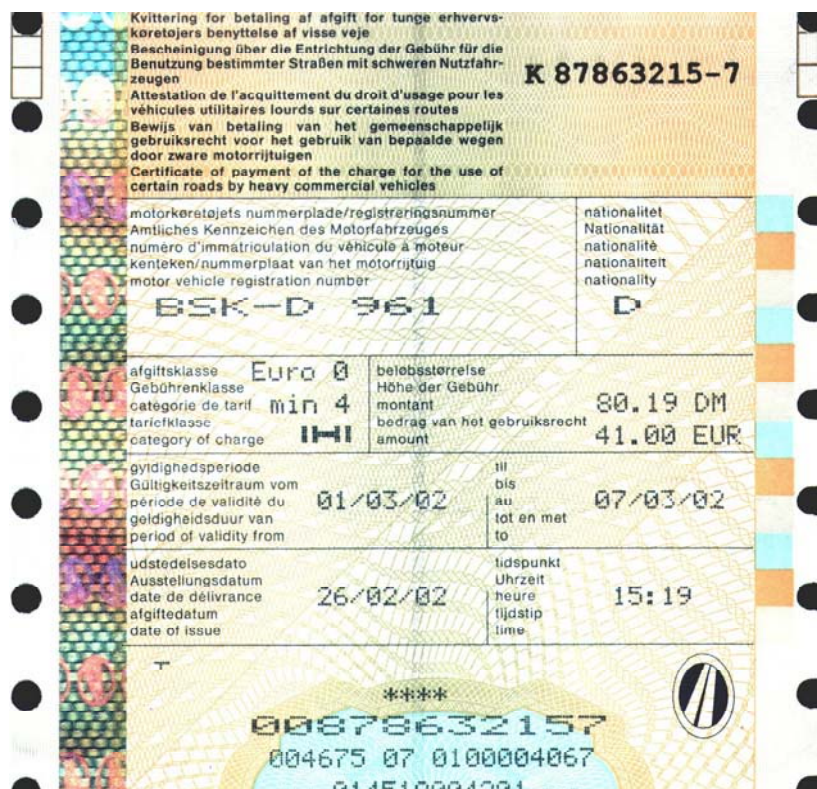 Kvittering for betaling af afgift for tunge erhvervs-
køretøjers benyttelse af visse veje
Bescheinigung über die Entrichtung der Gebühr für die
Benutzung bestimmter Straßen mit schweren Nutzfahr-
zeugen
Attestation de l'acquittement du droit d'usage pour les
véhicules utilitaires lourds sur certaines routes
Bewijs van betaling van het gemeenschappelijk
gebruiksrecht voor het gebruik van bepaalde wegen
door zware motorrijtuigen
Certificate of payment of the charge for the use of
certain roads by heavy commercial vehicles
K 87863215-7
motorkøretøjets nummerplade/registreringsnummer
Amtliches Kennzeichen des Motorfahrzeuges
numéro d'immatriculation du véhicule à moteur
kenteken/nummerplaat van het motorrijtuig
motor vehicle registration number
BSK-D 961
nationalitet
Nationalität
nationalité
nationaliteit
nationality
D
afgiftsklasse
Gebührenklasse
catégorie de tarif
tariefklasse
category of charge
Euro 0
min 4
beløbsstørrelse
Höhe der Gebühr
montant
bedrag van het gebruiksrecht
amount
80.19 DM
41.00 EUR
gyldighedsperiode
Gültigkeitszeitraum vom
période de validité du
geldigheidsduur van
period of validity from
01/03/02
til
bis
au
tot en met
to
07/03/02
udstedelsesdato
Ausstellungsdatum
date de délivrance
afgiftedatum
date of issue
26/02/02
tidspunkt
Uhrzeit
heure
tijdstip
time
15:19
****
00878632157
004675 07 0100004067